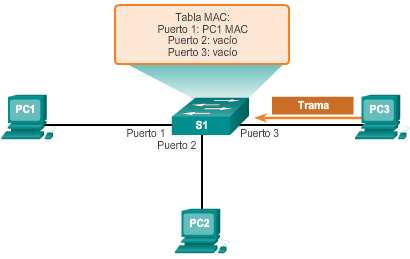 Tabla MAC:
Puerto 1: PC1 MAC
Puerto 2: vacío
Puerto 3: vacío
PC1
Trama
PC3
S1
Puerto 1
Puerto 3
Puerto 2
PC2